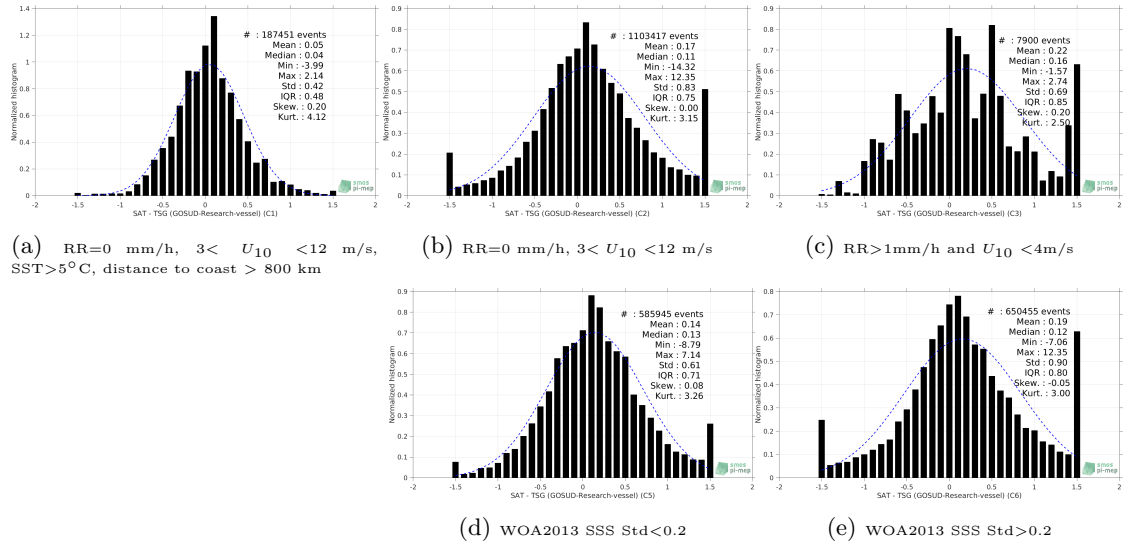 1.4
1.2
1
0.8
0.6
0.4
0.2
0
-2 -1.5 -1 -0.5 0 0.5 1 1.5 2
Normalized histogram
SAT - TSG (GOSUD-Research-vessel) (C1)
# : 187451 events
Mean : 0.05
Median : 0.04
Min : -3.99
Max : 2.14
Std : 0.42
IQR : 0.48
Skew. : 0.20
Kurt. : 4.12
smos
pi-mep
(a) RR=0 mm/h, 3< U10 <12 m/s,
SST>5°C, distance to coast > 800 km
0.9
0.8
0.7
0.6
0.5
0.4
0.3
0.2
0.1
0
-2 -1.5 -1 -0.5 0 0.5 1 1.5 2
Normalized histogram
SAT - TSG (GOSUD-Research-vessel) (C2)
# : 1103417 events
Mean : 0.17
Median : 0.11
Min : -14.32
Max : 12.35
Std : 0.83
IQR : 0.75
Skew. : 0.00
Kurt. : 3.15
smos
pi-mep
(b) RR=0 mm/h, 3< U10 <12 m/s
0.9
0.8
0.7
0.6
0.5
0.4
0.3
0.2
0.1
0
-2 -1.5 -1 -0.5 0 0.5 1 1.5 2
Normalized histogram
SAT - TSG (GOSUD-Research-vessel) (C3)
# : 7900 events
Mean : 0.22
Median : 0.16
Min : -1.57
Max : 2.74
Std : 0.69
IQR : 0.85
Skew. : 0.20
Kurt. : 2.50
smos
pi-mep
(c) RR>1mm/h and U10 <4m/s
0.9
0.8
0.7
0.6
0.5
0.4
0.3
0.2
0.1
0
-2 -1.5 -1 -0.5 0 0.5 1 1.5 2
Normalized histogram
SAT - TSG (GOSUD-Research-vessel) (C5)
# : 585945 events
Mean : 0.14
Median : 0.13
Min : -8.79
Max : 7.14
Std : 0.61
IQR : 0.71
Skew. : 0.08
Kurt. : 3.26
smos
pi-mep
(d) WOA2013 SSS Std<0.2
0.8
0.7
0.6
0.5
0.4
0.3
0.2
0.1
0
-2 -1.5 -1 -0.5 0 0.5 1 1.5 2
Normalized histogram
SAT - TSG (GOSUD-Research-vessel) (C6)
# : 650455 events
Mean : 0.19
Median : 0.12
Min : -7.06
Max : 12.35
Std : 0.90
IQR : 0.80
Skew. : -0.05
Kurt. : 3.00
smos
pi-mep
(e) WOA2013 SSS Std>0.2